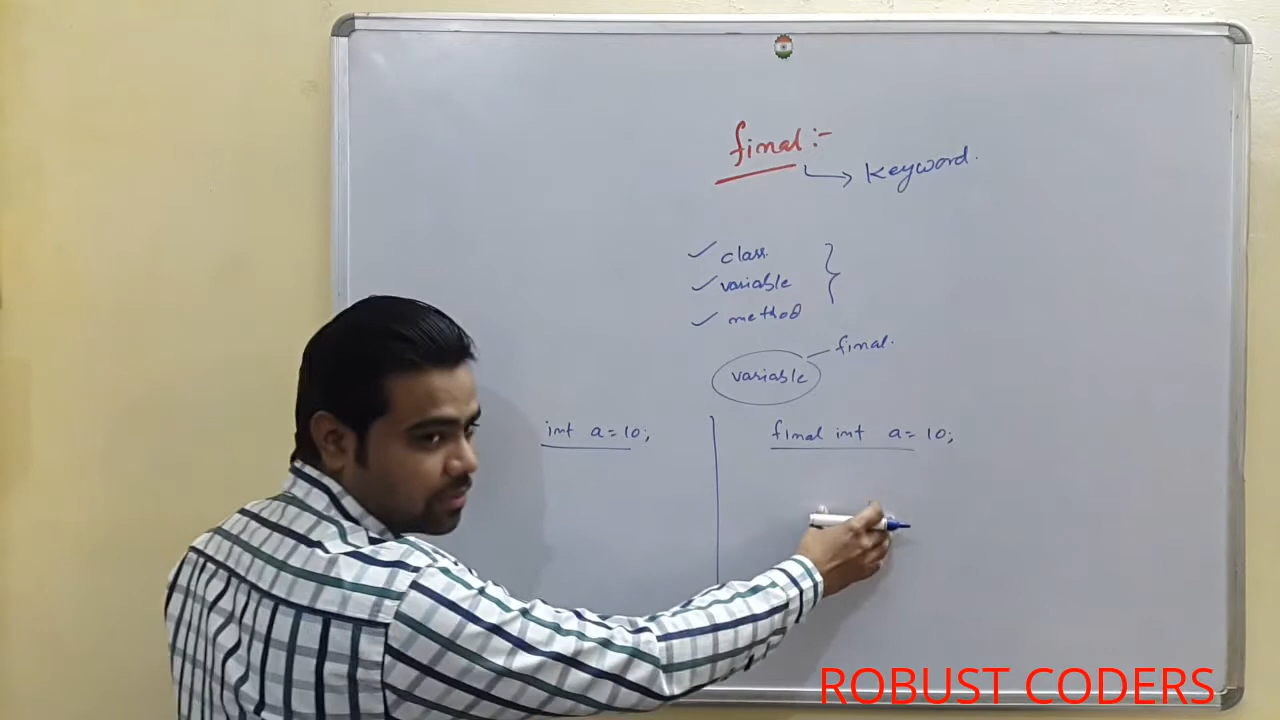 final :-
Keyword.
class
variable
method
final.
variable
int a = 10;
final int a = 10;
ROBUST CODERS